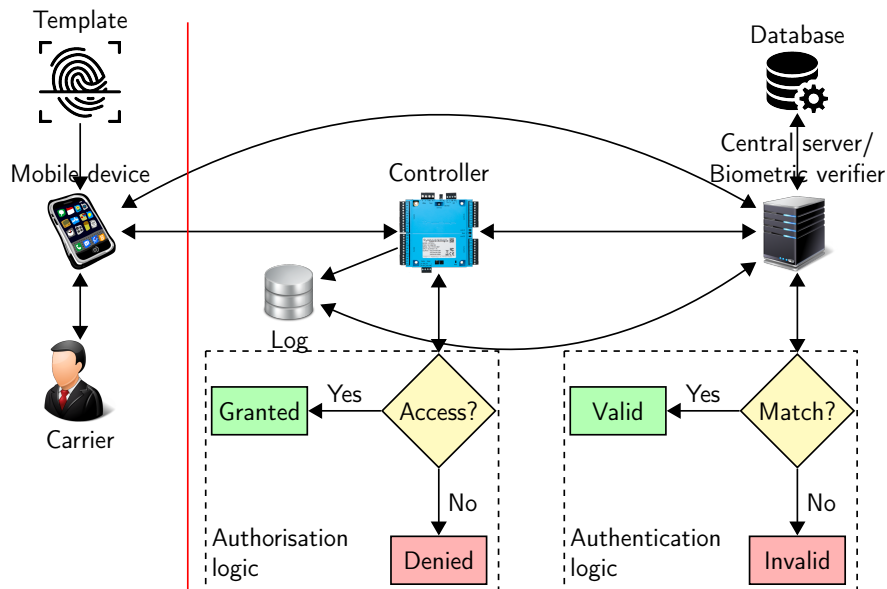 Template
Database
Central server/
Biometric verifier
Mobile device
Controller
Log
Carrier
Granted
Yes
Access?
No
Denied
Authorisation
logic
Valid
Yes
Match?
No
Invalid
Authentication
logic